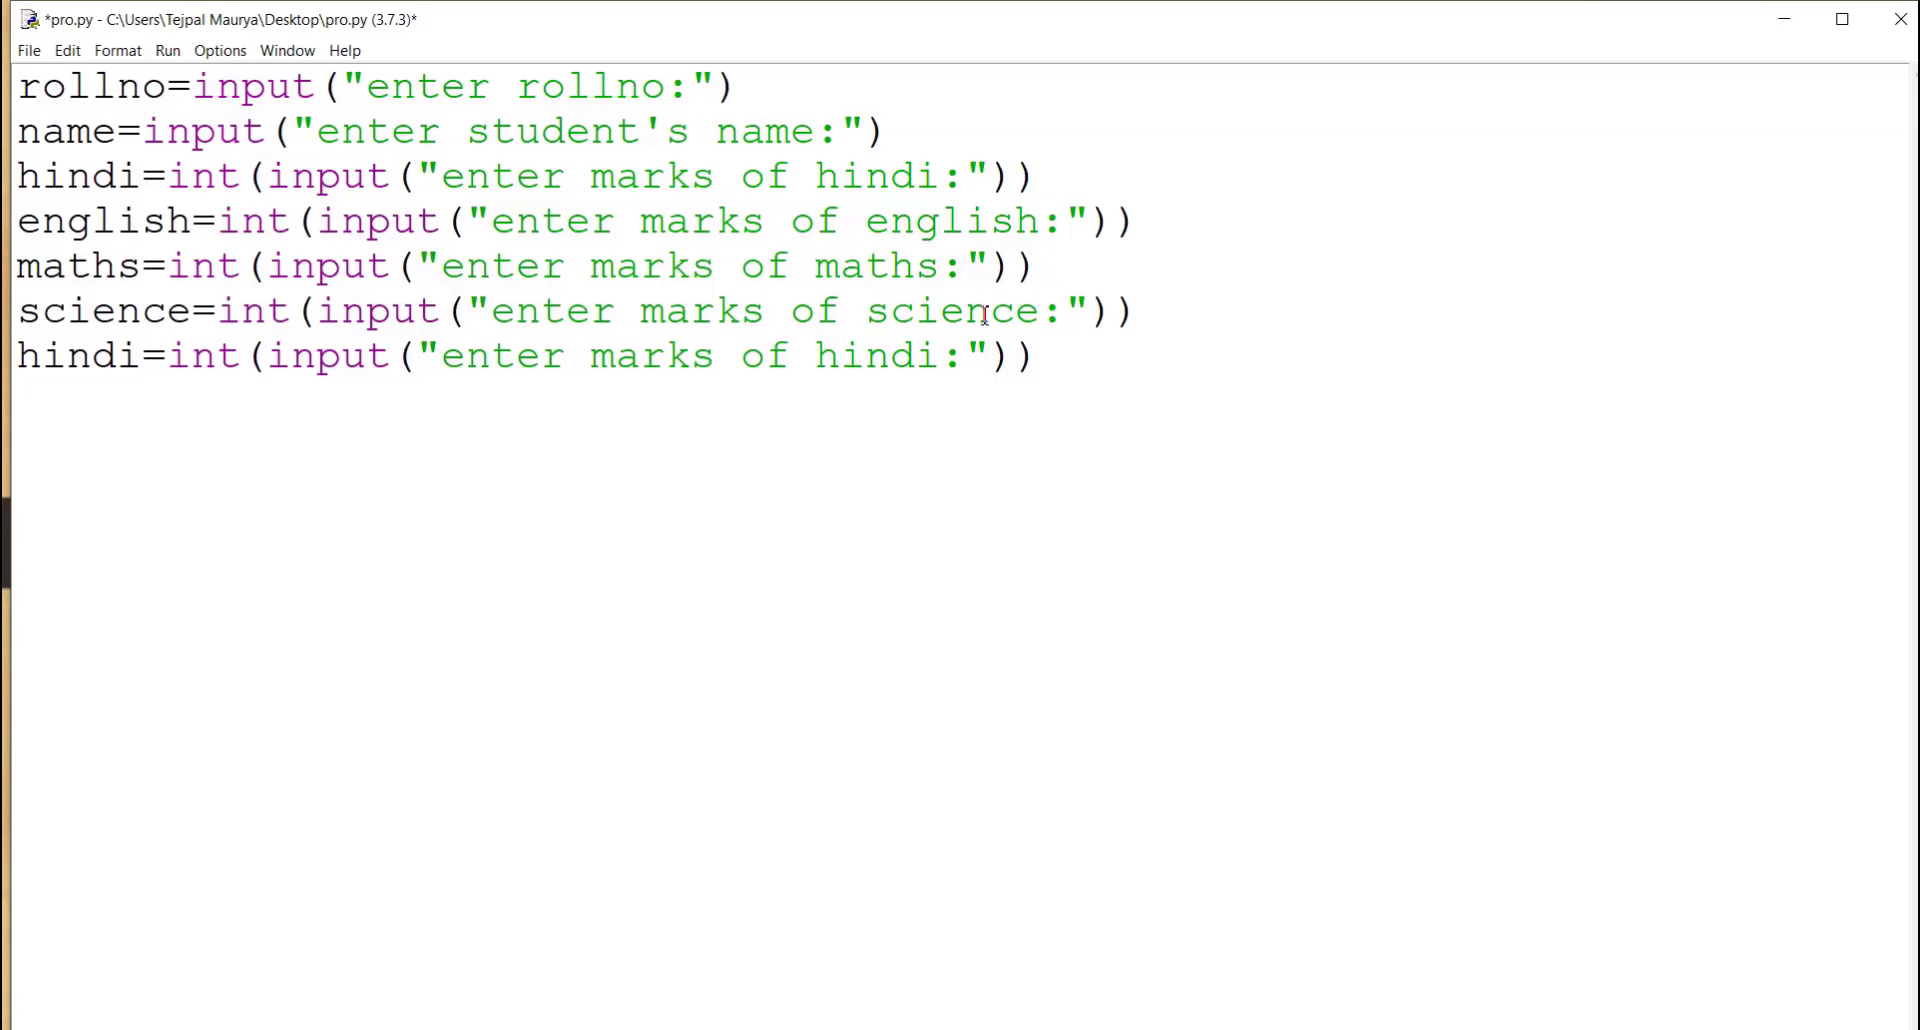 *pro.py - C:\Users\Tejpal Maurya\Desktop\pro.py (3.7.3)*
File Edit Format Run Options Window Help
rollno=input("enter rollno:")
name=input("enter student's name:")
hindi=int(input("enter marks of hindi:"))
english=int(input("enter marks of english:"))
maths=int(input("enter marks of maths:"))
science=int(input("enter marks of science:"))
hindi=int(input("enter marks of hindi:"))